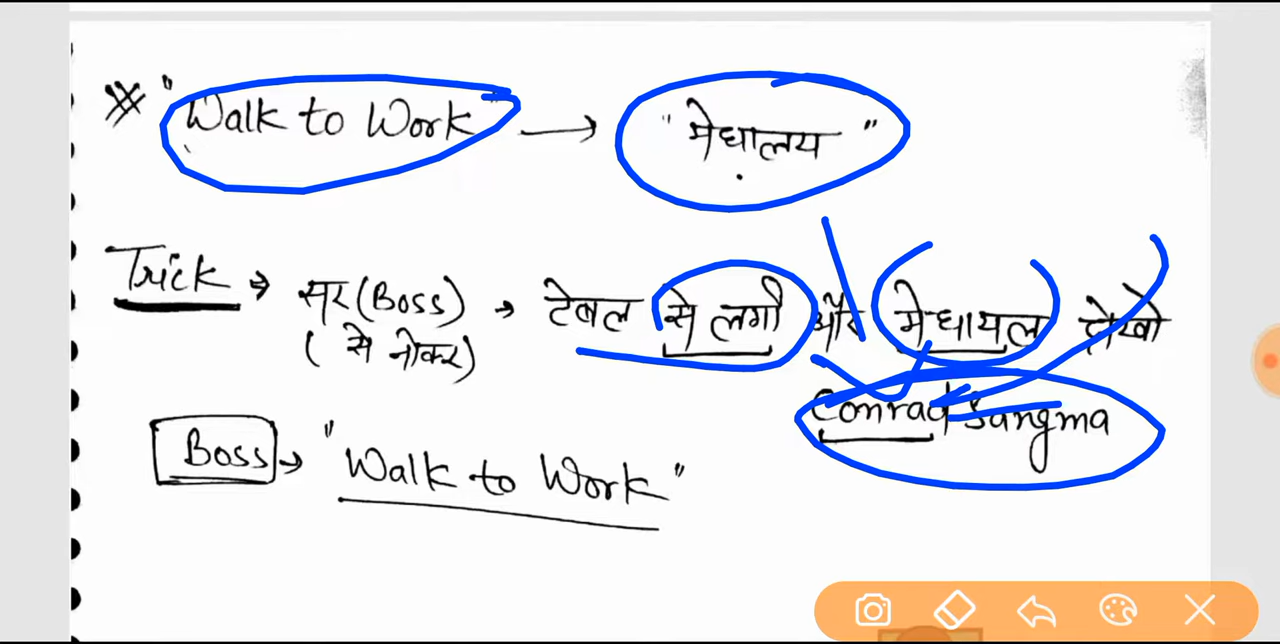 "Walk to Work" → "मेघालय"
Trick → सर (Boss) → टेबल से लगी और मेघायल देखो
( से नोकर)
Conrad Sangma
Boss → "Walk to Work"